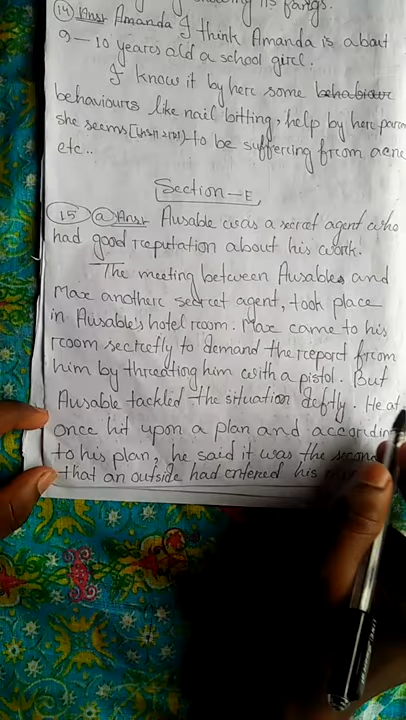 its fangs.
(14) Ans:- Amanda I think Amanda is about
9-10 years old a school girl.
I know it by here some
behaviours like nail bitting, help by here
she seems to be suffering from acne
etc..
Section-E
(15) (a) Ans:- Ausable was a secret agent who
had good reputation about his work.
The meeting between Ausable and
Max anothere secret agent, took place
in Ausable's hotel room. Max came to his
room secretly to demand the report from
him by threating him with a pistol. But
Ausable tackled the situation deftly. He at
once hit upon a plan and
to his plan, he said it was the second
that an outside had entered his